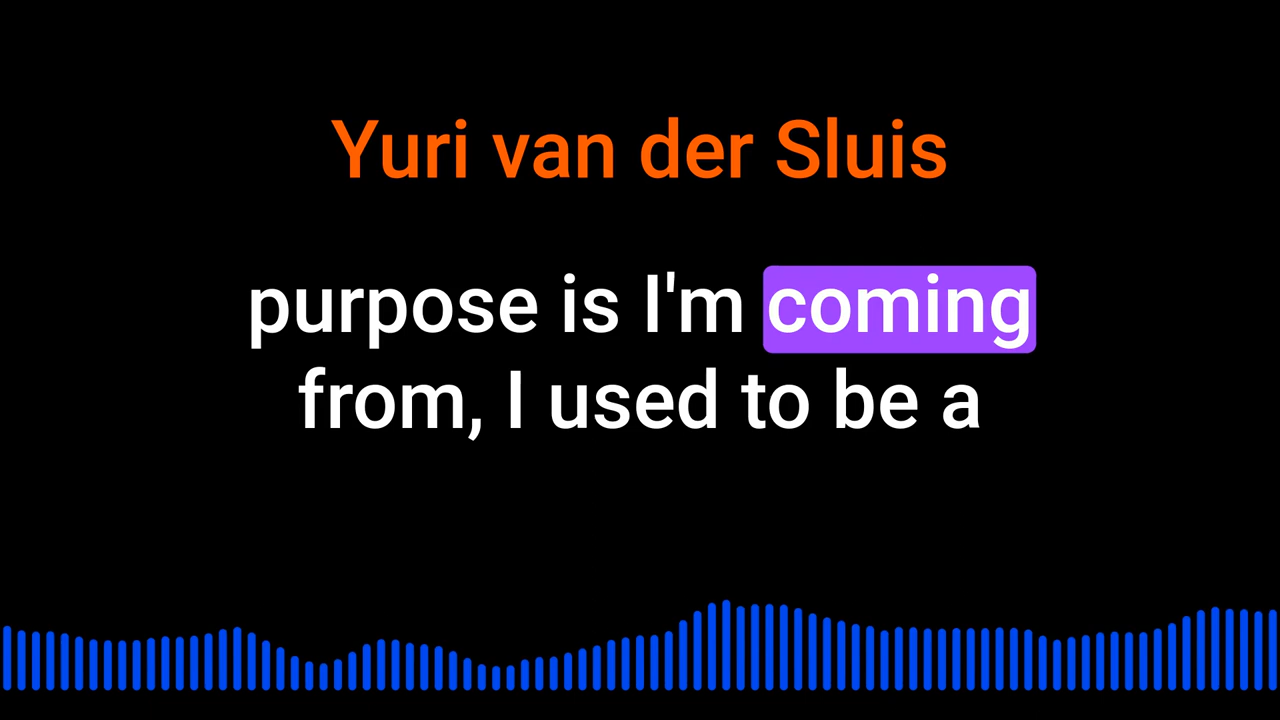 Yuri van der Sluis
purpose is I'm coming
from, I used to be a